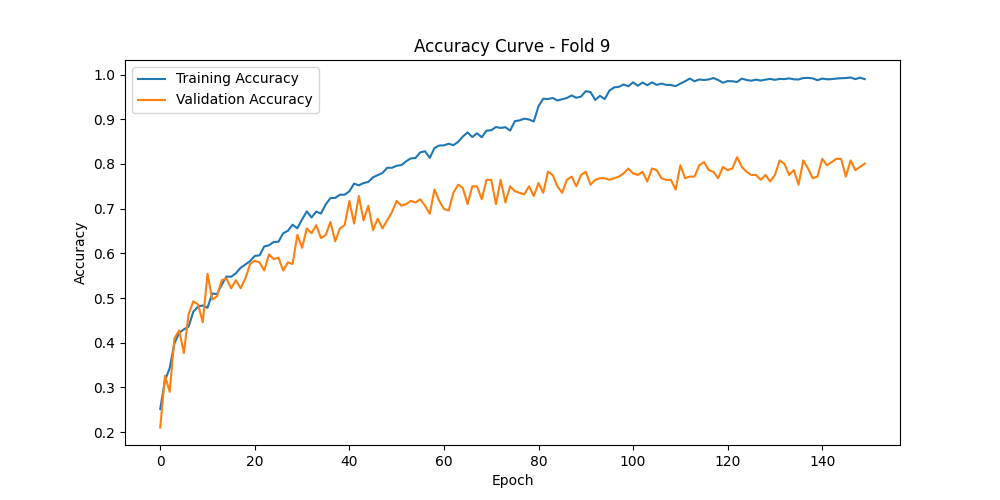 Accuracy Curve - Fold 9
Training Accuracy
Validation Accuracy
Accuracy
1.0
0.9
0.8
0.7
0.6
0.5
0.4
0.3
0.2
0 20 40 60 80 100 120 140
Epoch